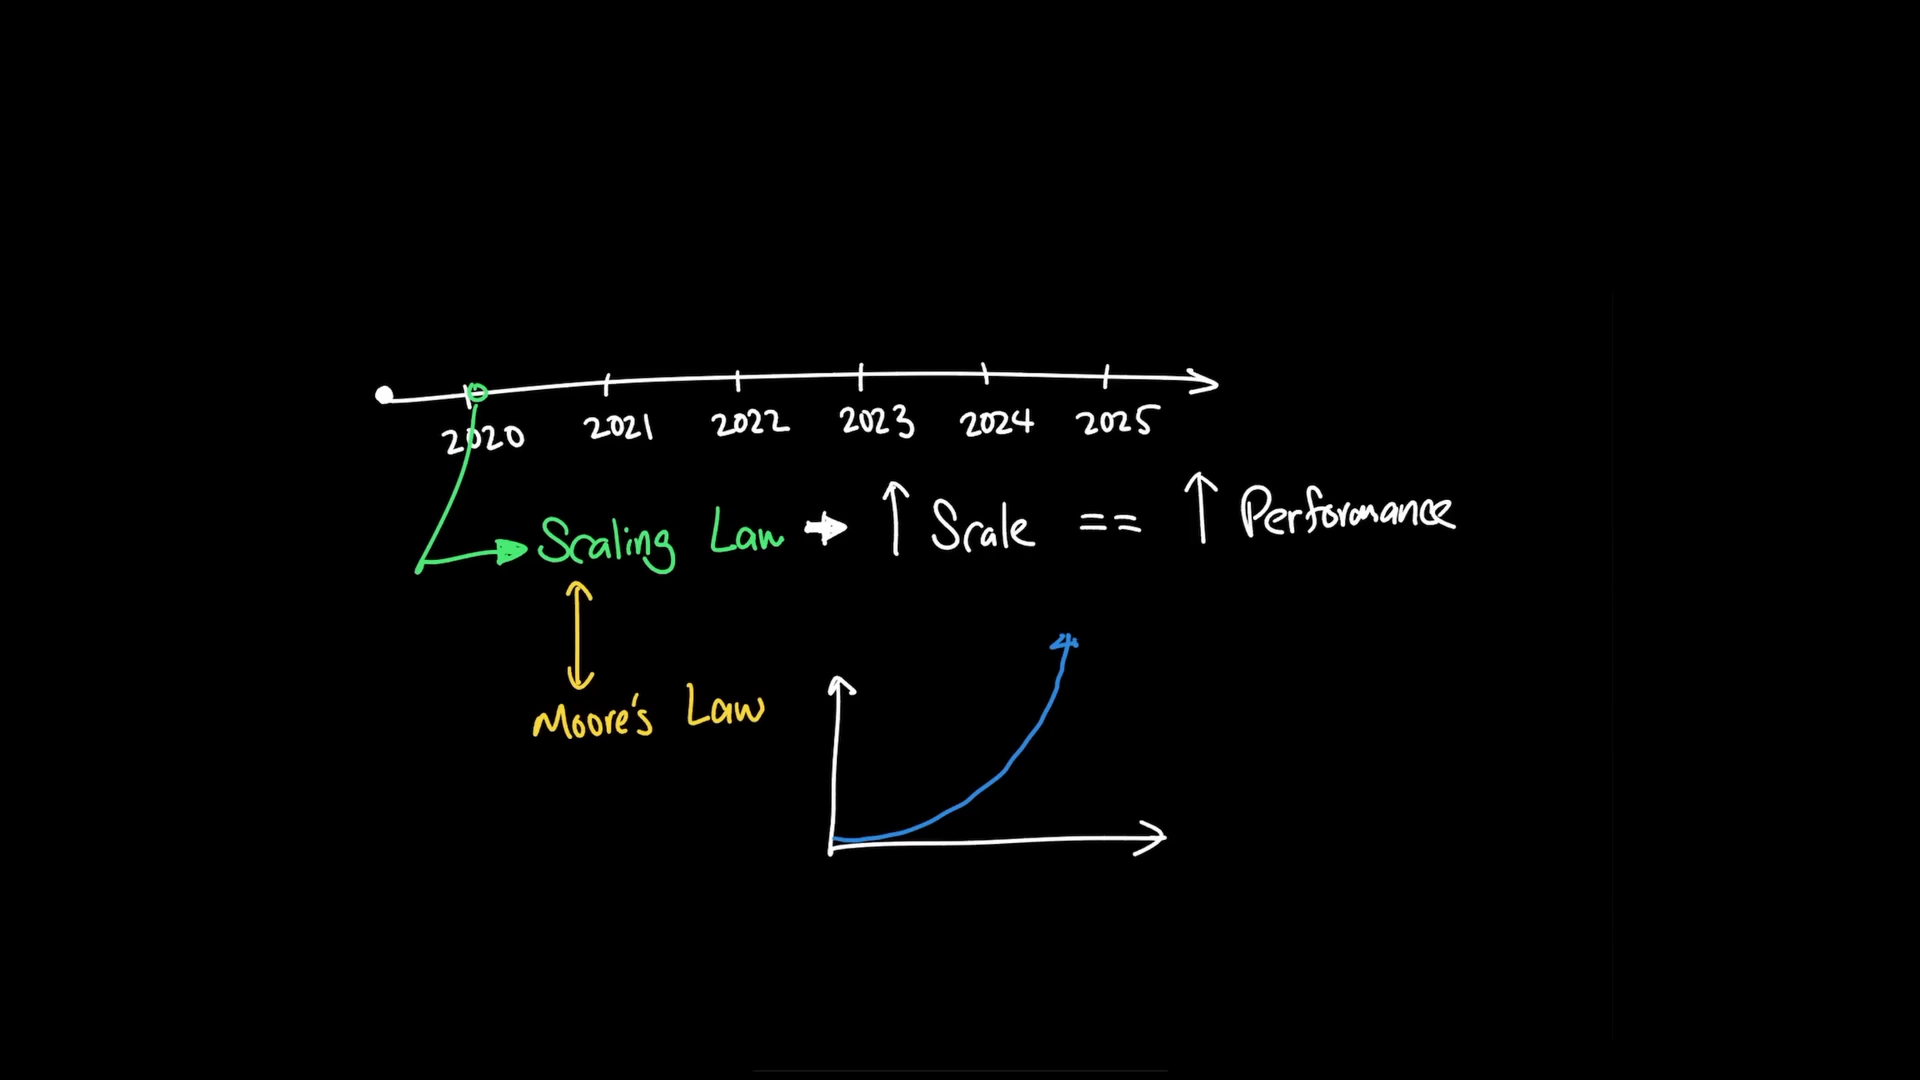 2020 2021 2022 2023 2024 2025
Scaling Law ↑ Scale == ↑ Performance
Moore's Law